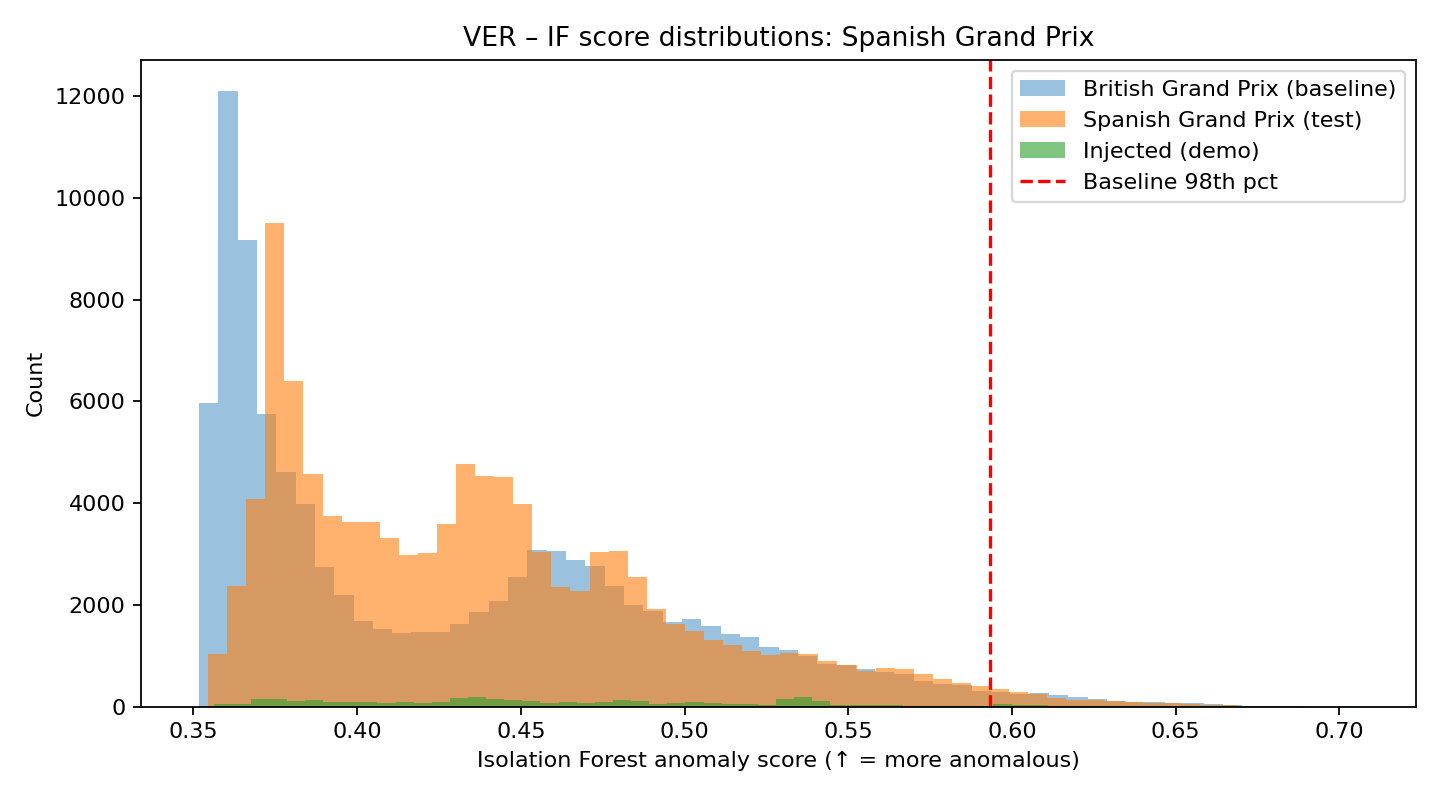 VER – IF score distributions: Spanish Grand Prix
British Grand Prix (baseline)
Spanish Grand Prix (test)
Injected (demo)
Baseline 98th pct
12000
10000
8000
6000
4000
2000
0
Count
0.35 0.40 0.45 0.50 0.55 0.60 0.65 0.70
Isolation Forest anomaly score (↑ = more anomalous)